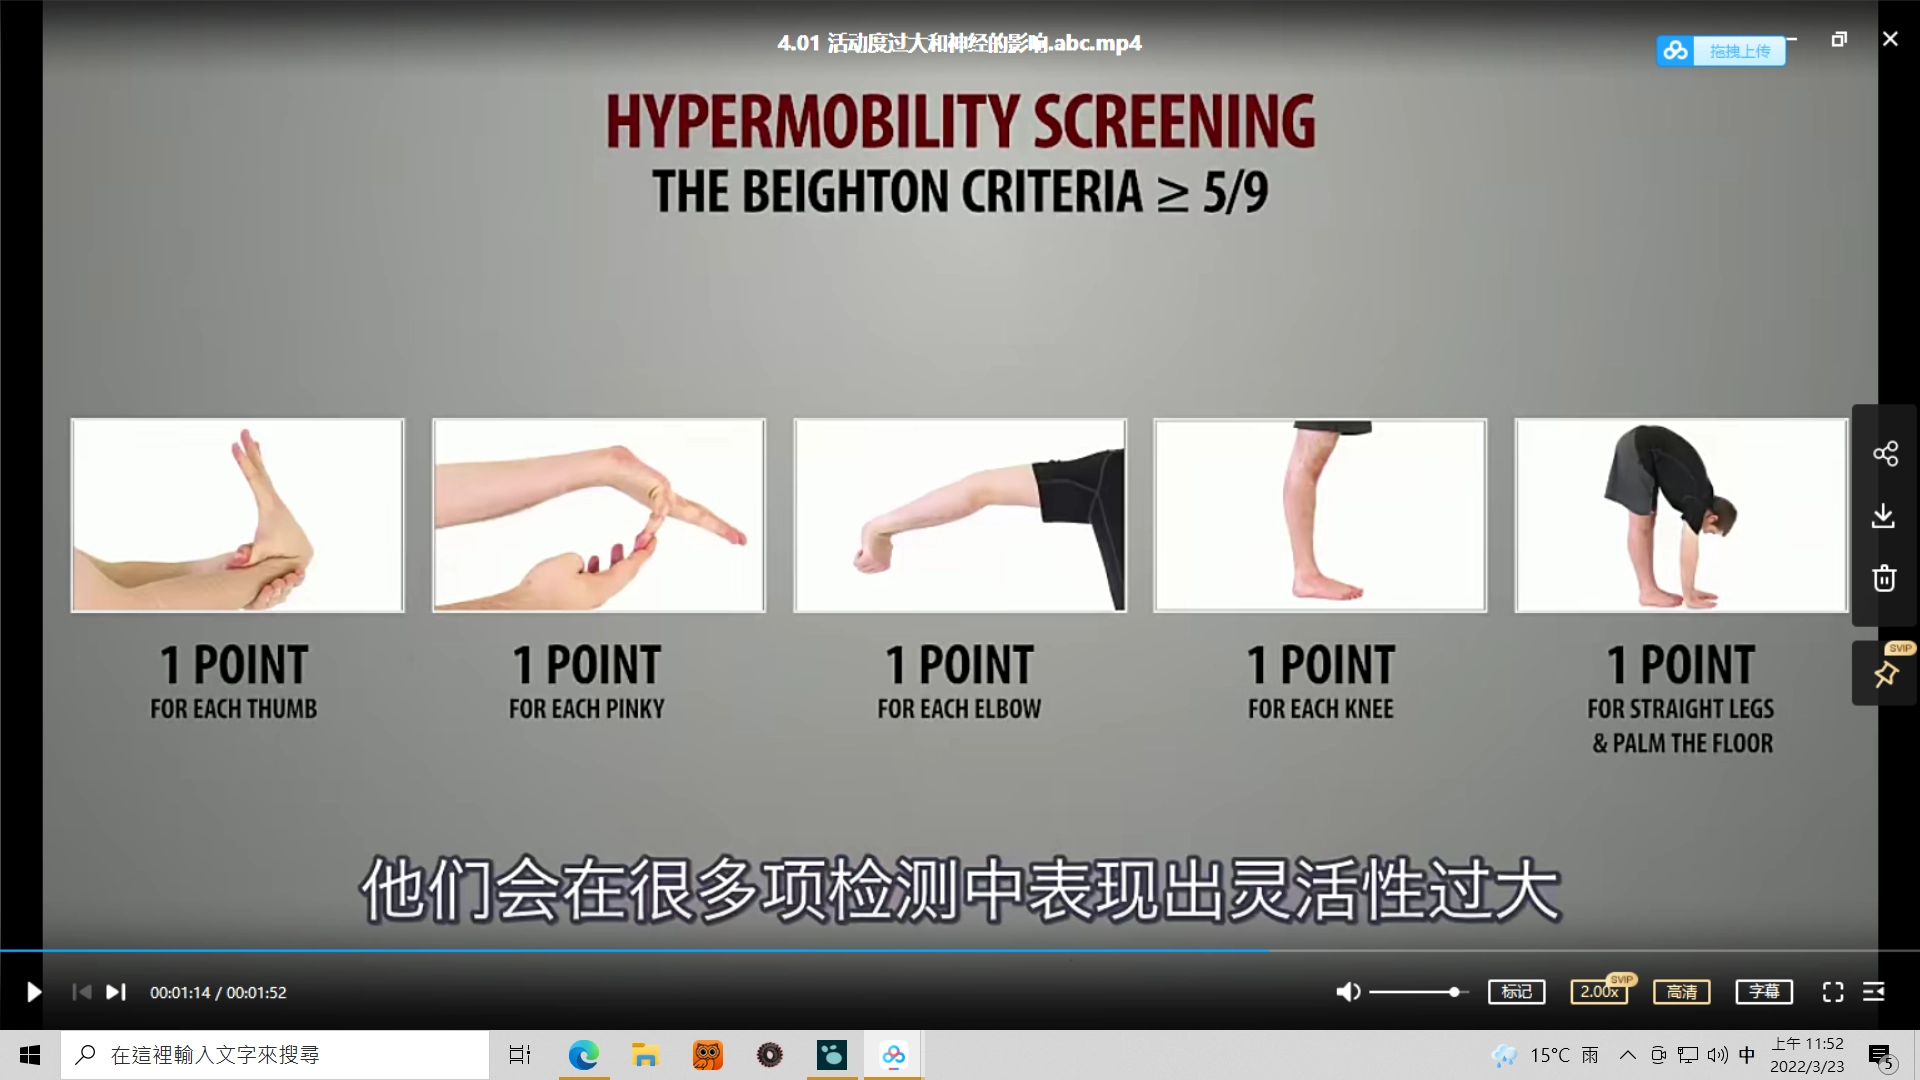 4.01 活动度过大和神经的影响.abc.mp4
拖拽上传
HYPERMOBILITY SCREENING
THE BEIGHTON CRITERIA ≥ 5/9
1 POINT
FOR EACH THUMB
1 POINT
FOR EACH PINKY
1 POINT
FOR EACH ELBOW
1 POINT
FOR EACH KNEE
1 POINT
FOR STRAIGHT LEGS
& PALM THE FLOOR
SVIP
他们会在很多项检测中表现出灵活性过大
00:01:14 / 00:01:52
标记
2.00x
SVIP
高清
字幕
在這裡輸入文字來搜尋
15°C 雨
中
上午 11:52
2022/3/23
5